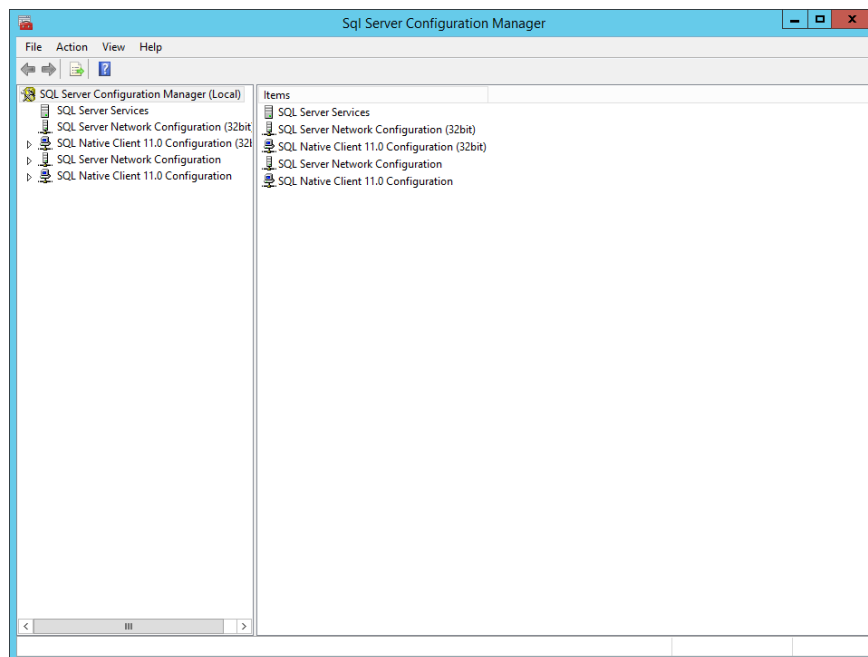 Sql Server Configuration Manager
File Action View Help
SQL Server Configuration Manager (Local)
SQL Server Services
SQL Server Network Configuration (32bit
SQL Native Client 11.0 Configuration (32b
SQL Server Network Configuration
SQL Native Client 11.0 Configuration
Items
SQL Server Services
SQL Server Network Configuration (32bit)
SQL Native Client 11.0 Configuration (32bit)
SQL Server Network Configuration
SQL Native Client 11.0 Configuration